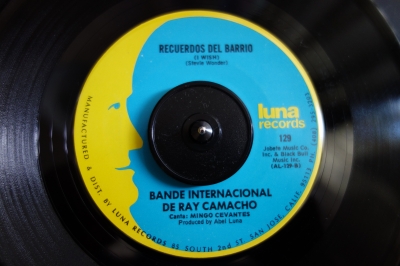 RECUERDOS DEL BARRIO
(I WISH)
(Stevie Wonder)
luna
records
129
Jobete Music Co.
Inc. & Black Bull
Music Inc.
(AL-129-B)
BANDE INTERNACIONAL
DE RAY CAMACHO
Canta: MINGO CEVANTES
Produced by Abel Luna
MANUFACTURED & DIST. BY LUNA RECORDS 85 SOUTH 2nd ST. SAN JOSE, CALIF. 95113